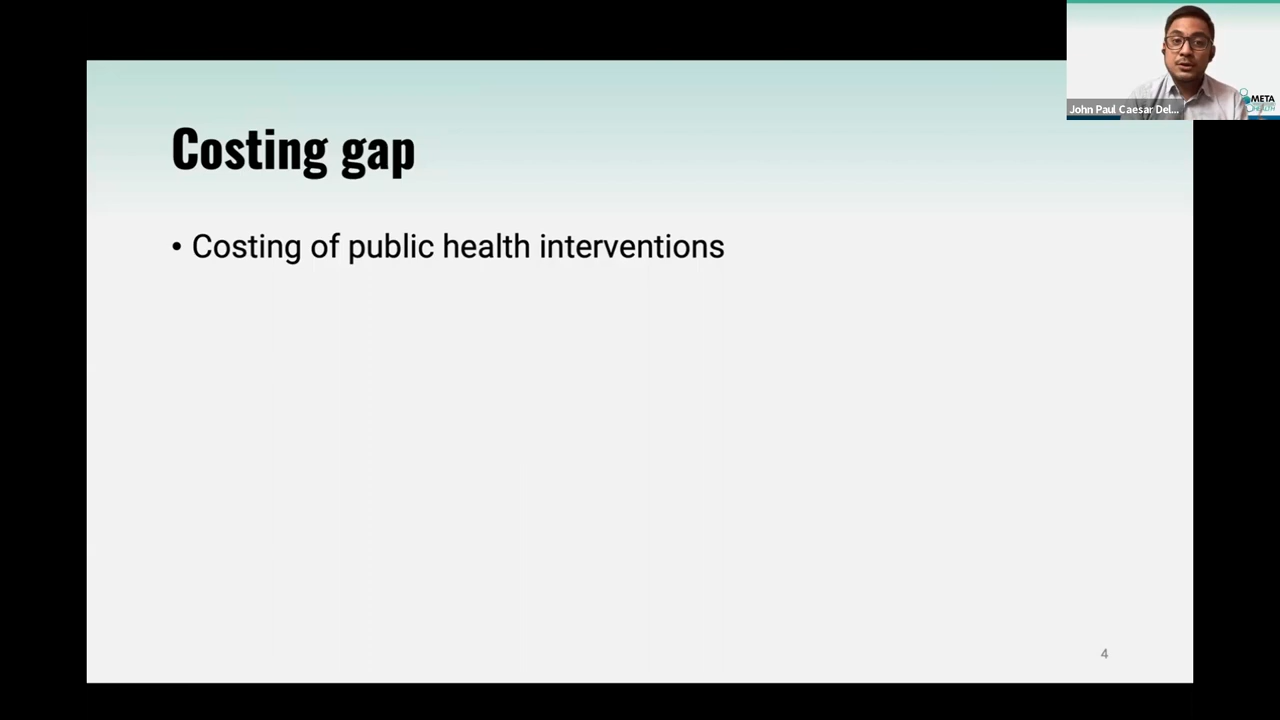 Costing gap
• Costing of public health interventions
4
John Paul Caesar Del...
META